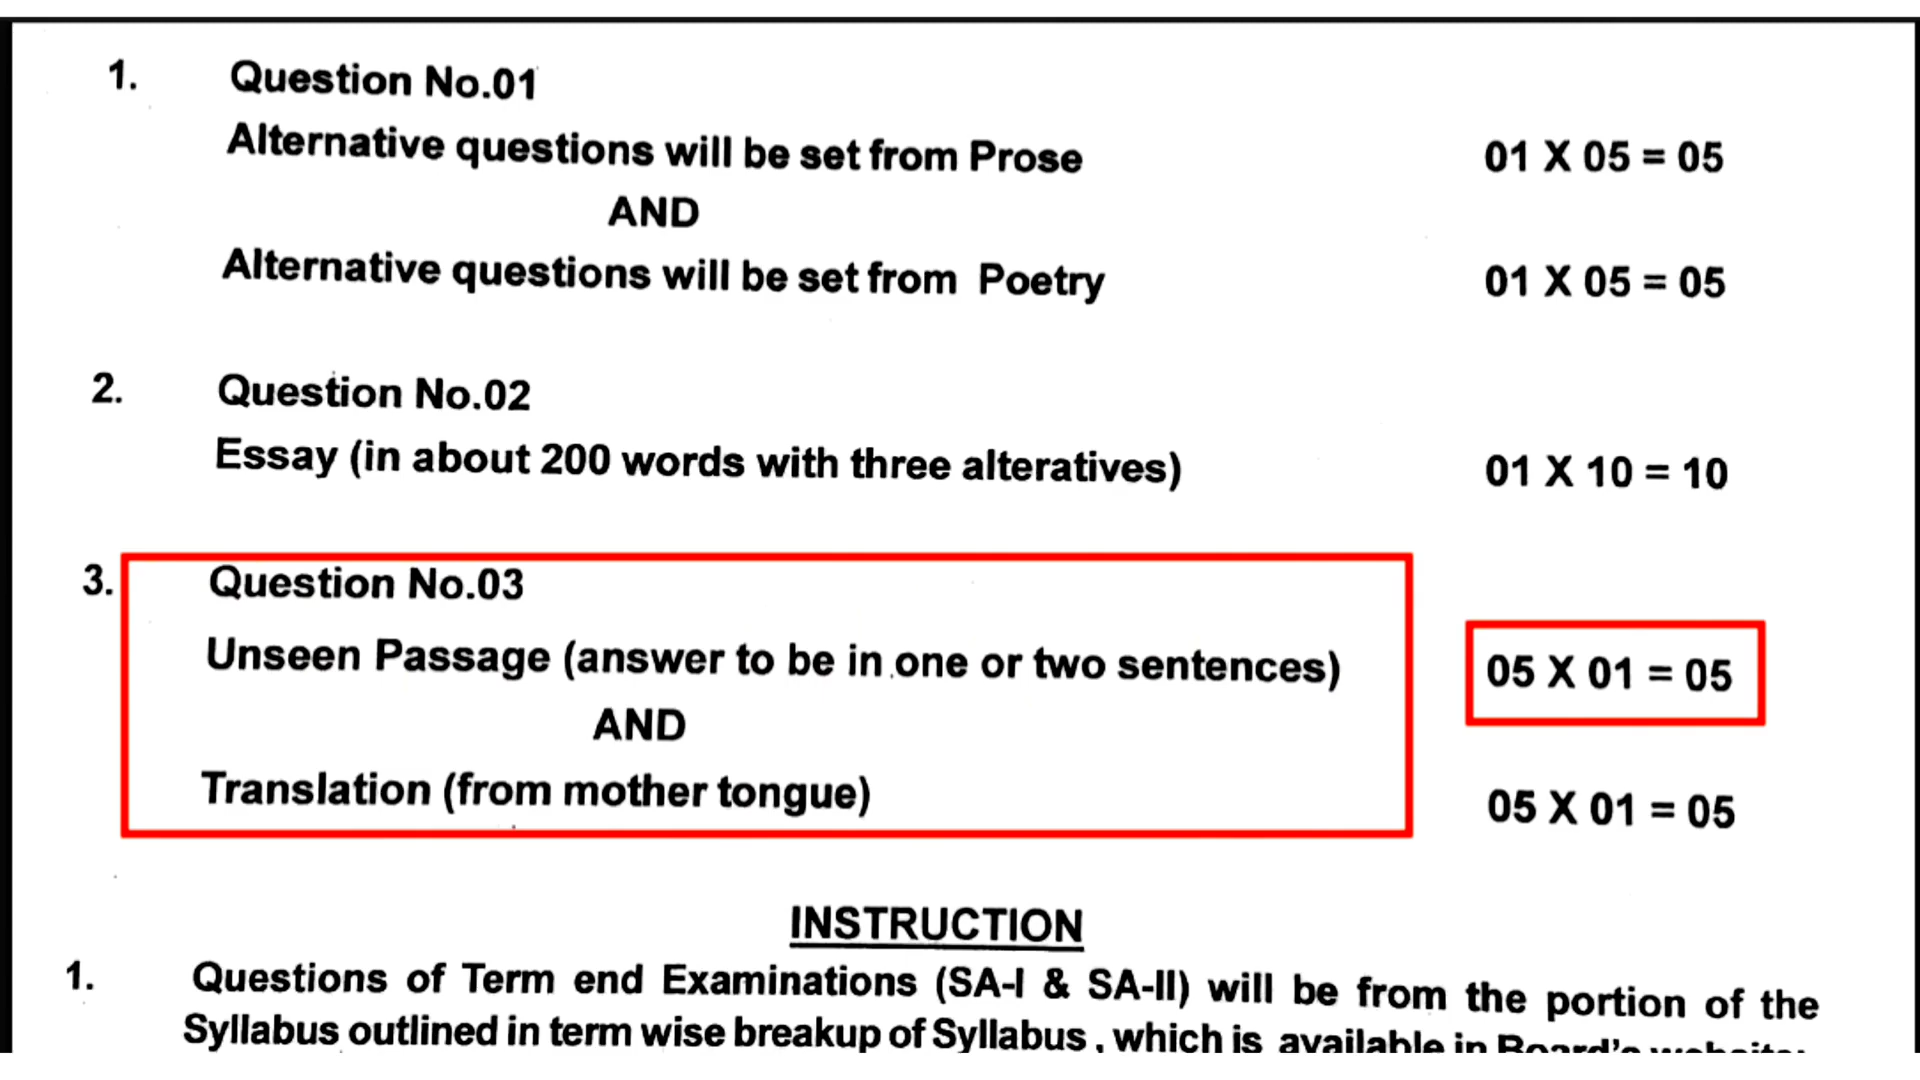 1. Question No.01
Alternative questions will be set from Prose 01 X 05 = 05
AND
Alternative questions will be set from Poetry 01 X 05 = 05
2. Question No.02
Essay (in about 200 words with three alteratives) 01 X 10 = 10
3. Question No.03
Unseen Passage (answer to be in one or two sentences) 05 X 01 = 05
AND
Translation (from mother tongue) 05 X 01 = 05
INSTRUCTION
1. Questions of Term end Examinations (SA-I & SA-II) will be from the portion of the
Syllabus outlined in term wise breakup of Syllabus, which is available in Board's website: